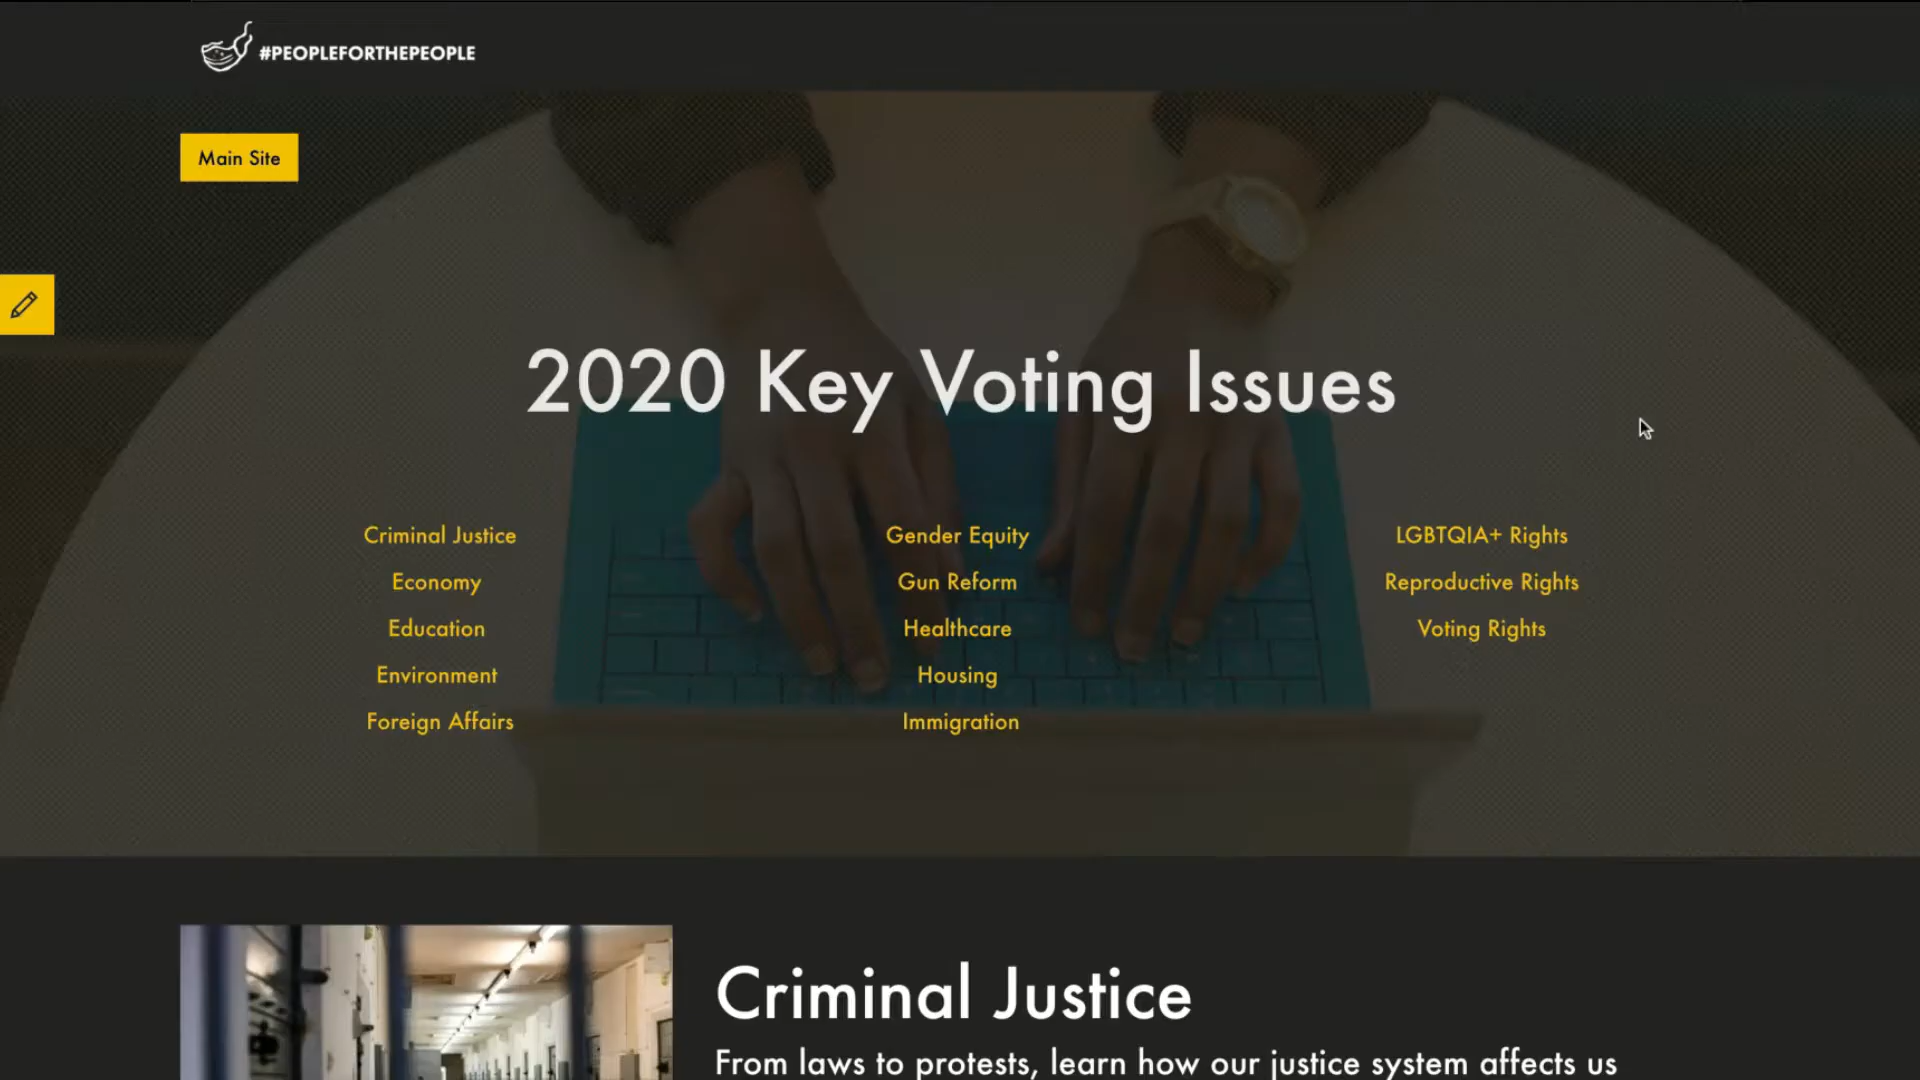 #PEOPLEFORTHEPEOPLE
Main Site
2020 Key Voting Issues
Criminal Justice
Economy
Education
Environment
Foreign Affairs
Gender Equity
Gun Reform
Healthcare
Housing
Immigration
LGBTQIA+ Rights
Reproductive Rights
Voting Rights
Criminal Justice
From laws to protests, learn how our justice system affects us